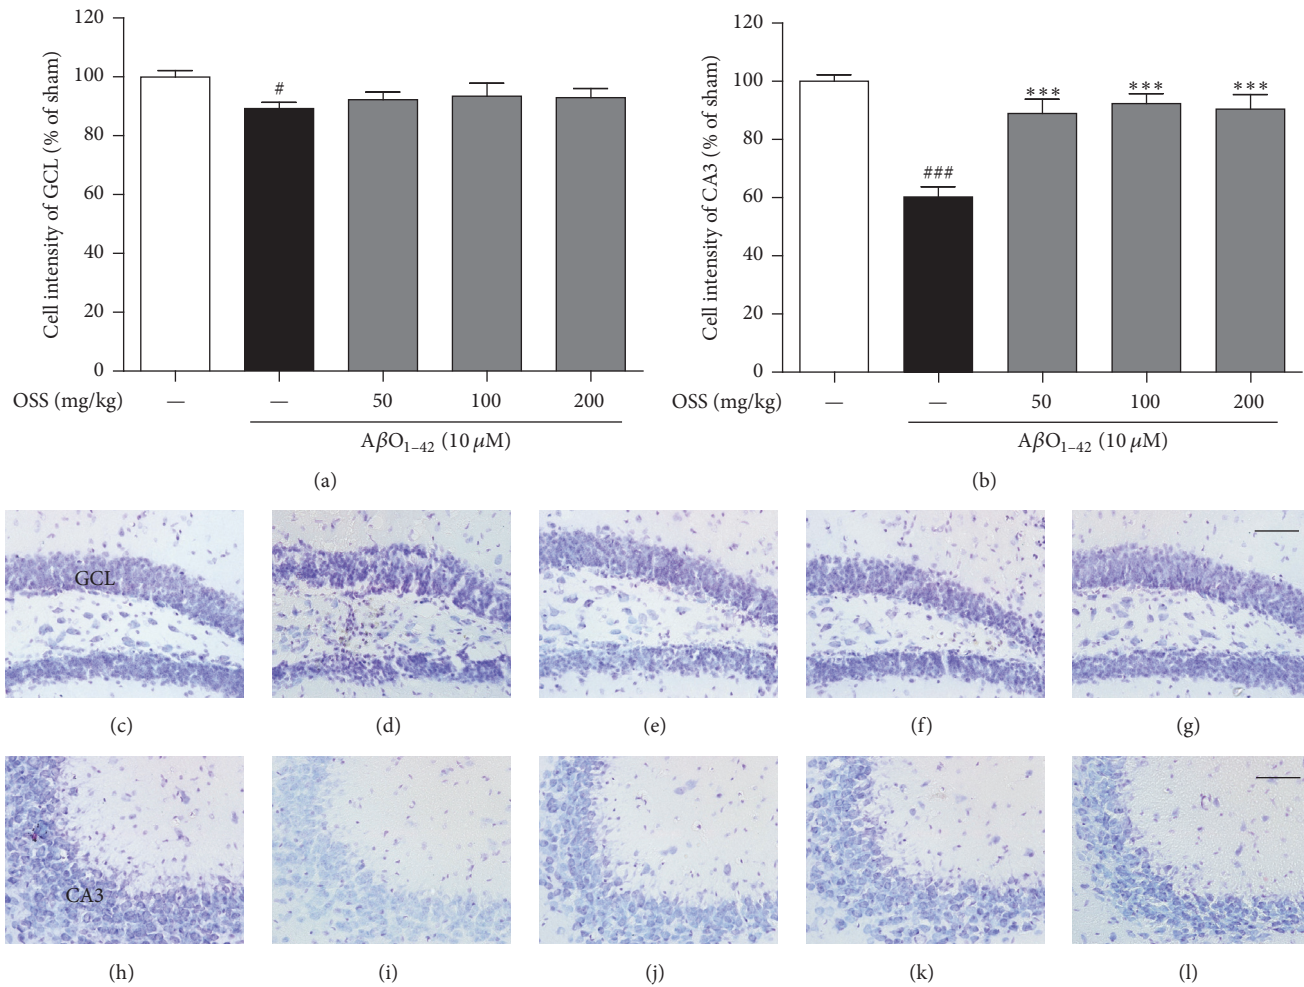 120
100
80
60
40
20
0
Cell intensity of GCL (% of sham)
#
OSS (mg/kg) — — 50 100 200
AβO1–42 (10 μM)
(a)
120
100
80
60
40
20
0
Cell intensity of CA3 (% of sham)
###
*** *** ***
OSS (mg/kg) — — 50 100 200
AβO1–42 (10 μM)
(b)
GCL
(c) (d) (e) (f) (g)
CA3
(h) (i) (j) (k) (l)